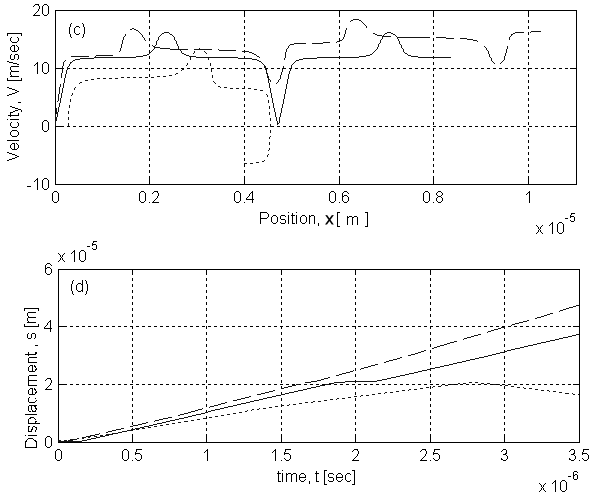 (c)
20
10
0
-10
Velocity, V [m/sec]
0 0.2 0.4 0.6 0.8 1
Position, x[ m ]
x 10⁻⁵
x 10⁻⁵
(d)
6
4
2
0
Displacement , s [m]
0 0.5 1 1.5 2 2.5 3 3.5
time, t [sec]
x 10⁻⁶